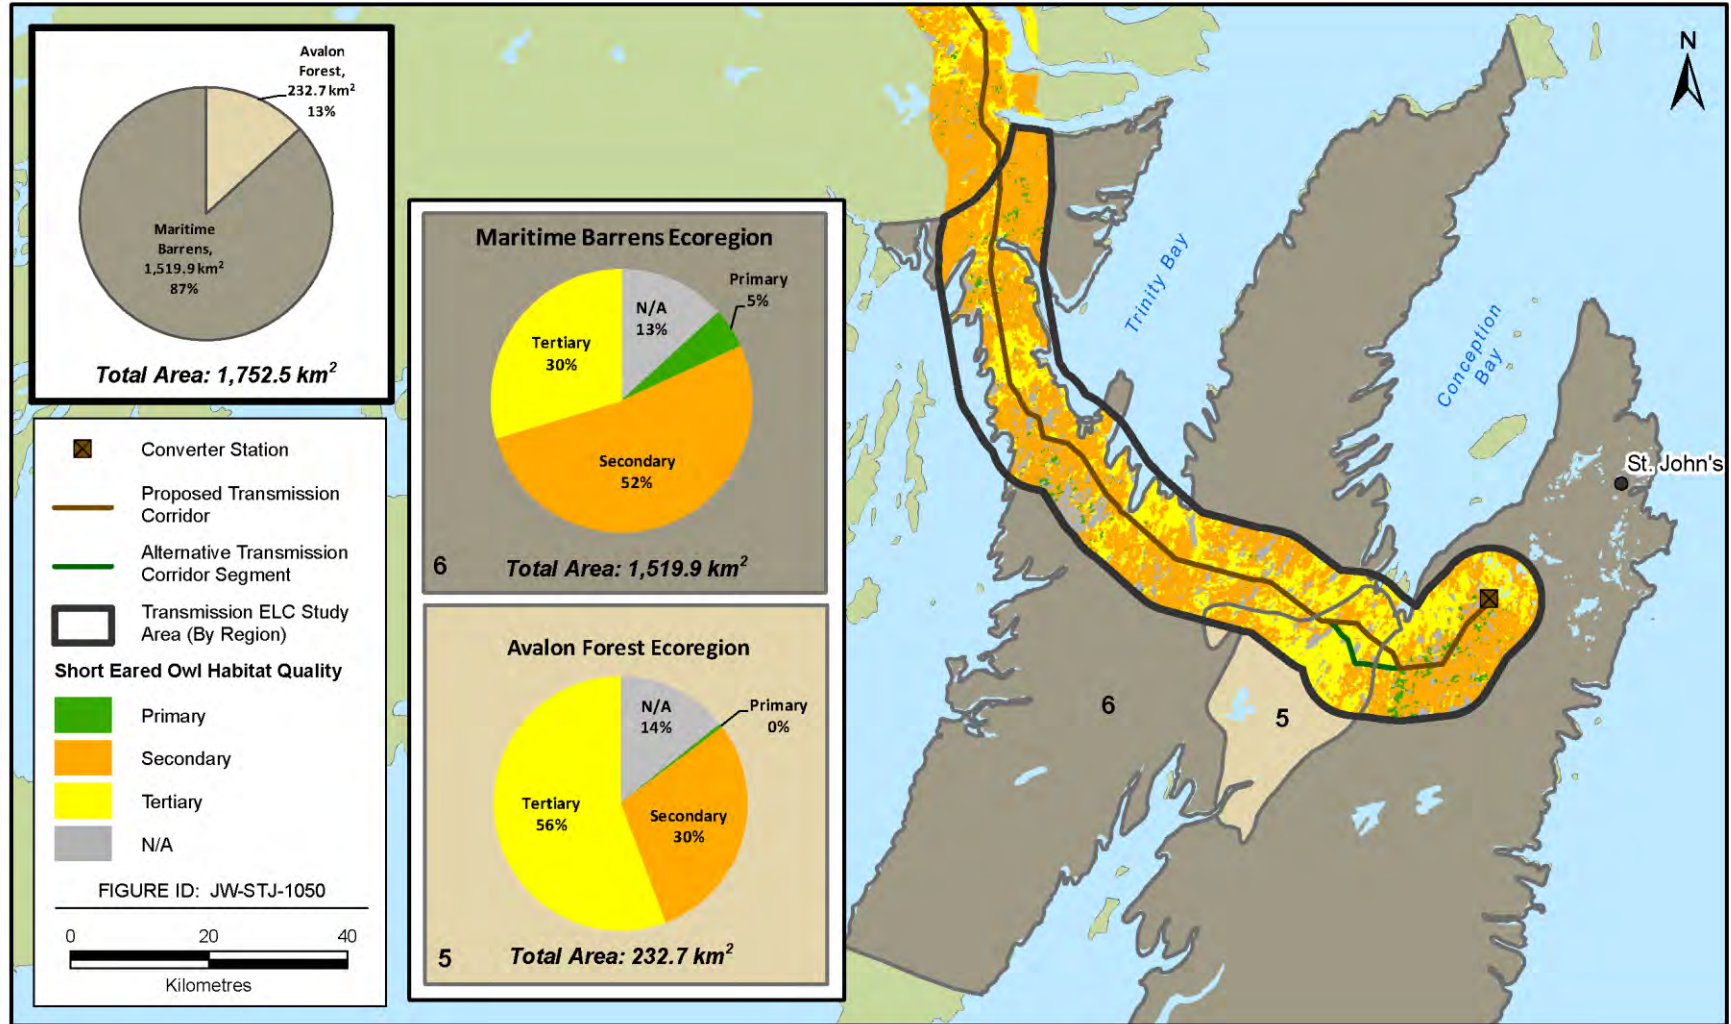 Avalon
Forest,
232.7 km²
13%
Maritime
Barrens,
1,519.9 km²
87%
Total Area: 1,752.5 km²
Converter Station
Proposed Transmission
Corridor
Alternative Transmission
Corridor Segment
Transmission ELC Study
Area (By Region)
Short Eared Owl Habitat Quality
Primary
Secondary
Tertiary
N/A
FIGURE ID: JW-STJ-1050
0 20 40
Kilometres
Maritime Barrens Ecoregion
N/A
13%
Primary
5%
Tertiary
30%
Secondary
52%
6
Total Area: 1,519.9 km²
Avalon Forest Ecoregion
N/A
14%
Primary
0%
Tertiary
56%
Secondary
30%
5
Total Area: 232.7 km²
N
Trinity Bay
Conception
Bay
St. John's
6
5